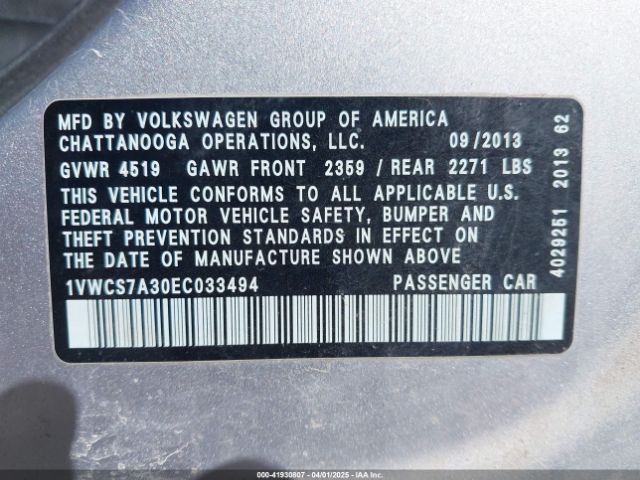 MFD BY VOLKSWAGEN GROUP OF AMERICA
CHATTANOOGA OPERATIONS, LLC. 09/2013
GVWR 4519 GAWR FRONT 2359 / REAR 2271 LBS
THIS VEHICLE CONFORMS TO ALL APPLICABLE U.S.
FEDERAL MOTOR VEHICLE SAFETY, BUMPER AND
THEFT PREVENTION STANDARDS IN EFFECT ON
THE DATE OF MANUFACTURE SHOWN ABOVE
1VWCS7A30EC033494 PASSENGER CAR
4029251 2013 62
000-41930807 - 04/01/2025 - IAA Inc.